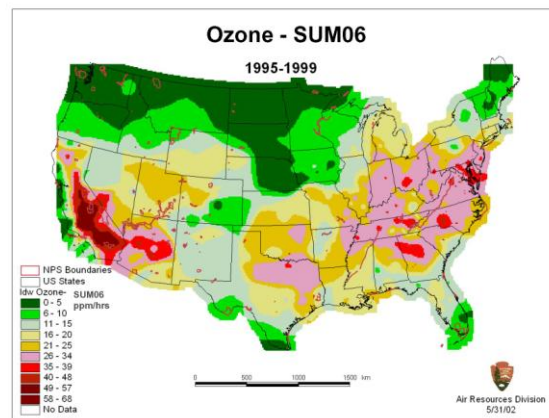 Ozone - SUM06
1995-1999
NPS Boundaries
US States
Idw Ozone- SUM06
ppm/hrs
0 - 5
6 - 10
11 - 15
16 - 20
21 - 25
26 - 34
35 - 39
40 - 48
49 - 57
58 - 68
No Data
0 500 1000 1500 km
Air Resources Division
5/31/02